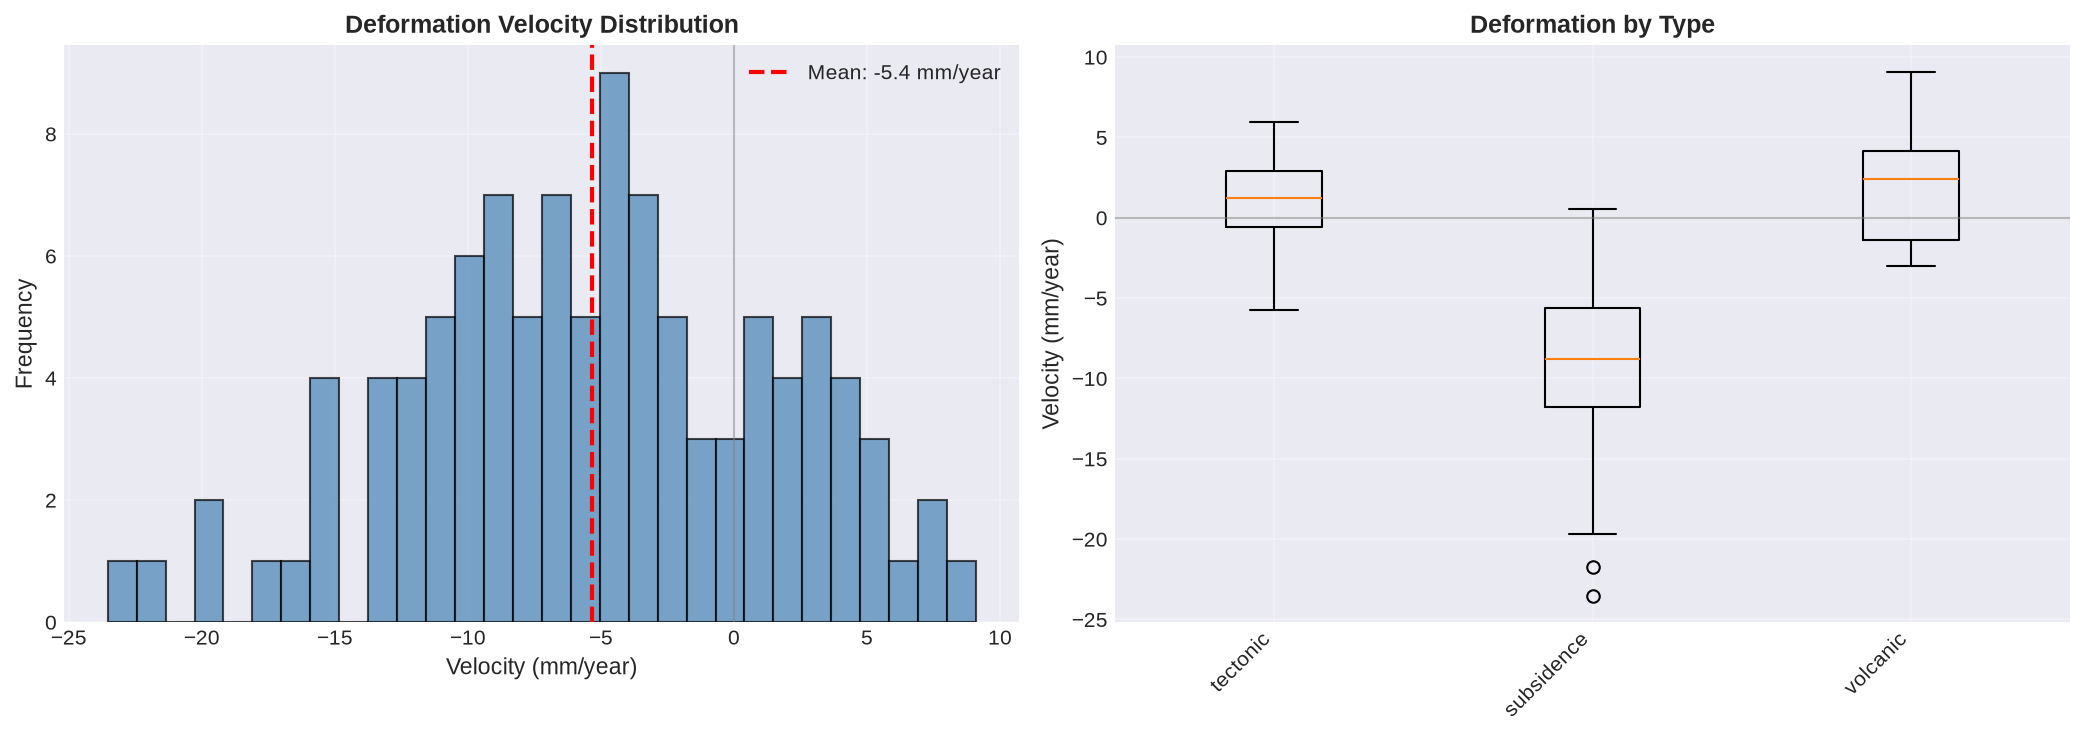 Deformation Velocity Distribution
Mean: -5.4 mm/year
Frequency
8
6
4
2
0
−25 −20 −15 −10 −5 0 5 10
Velocity (mm/year)
Deformation by Type
Velocity (mm/year)
10
5
0
−5
−10
−15
−20
−25
tectonic
subsidence
volcanic